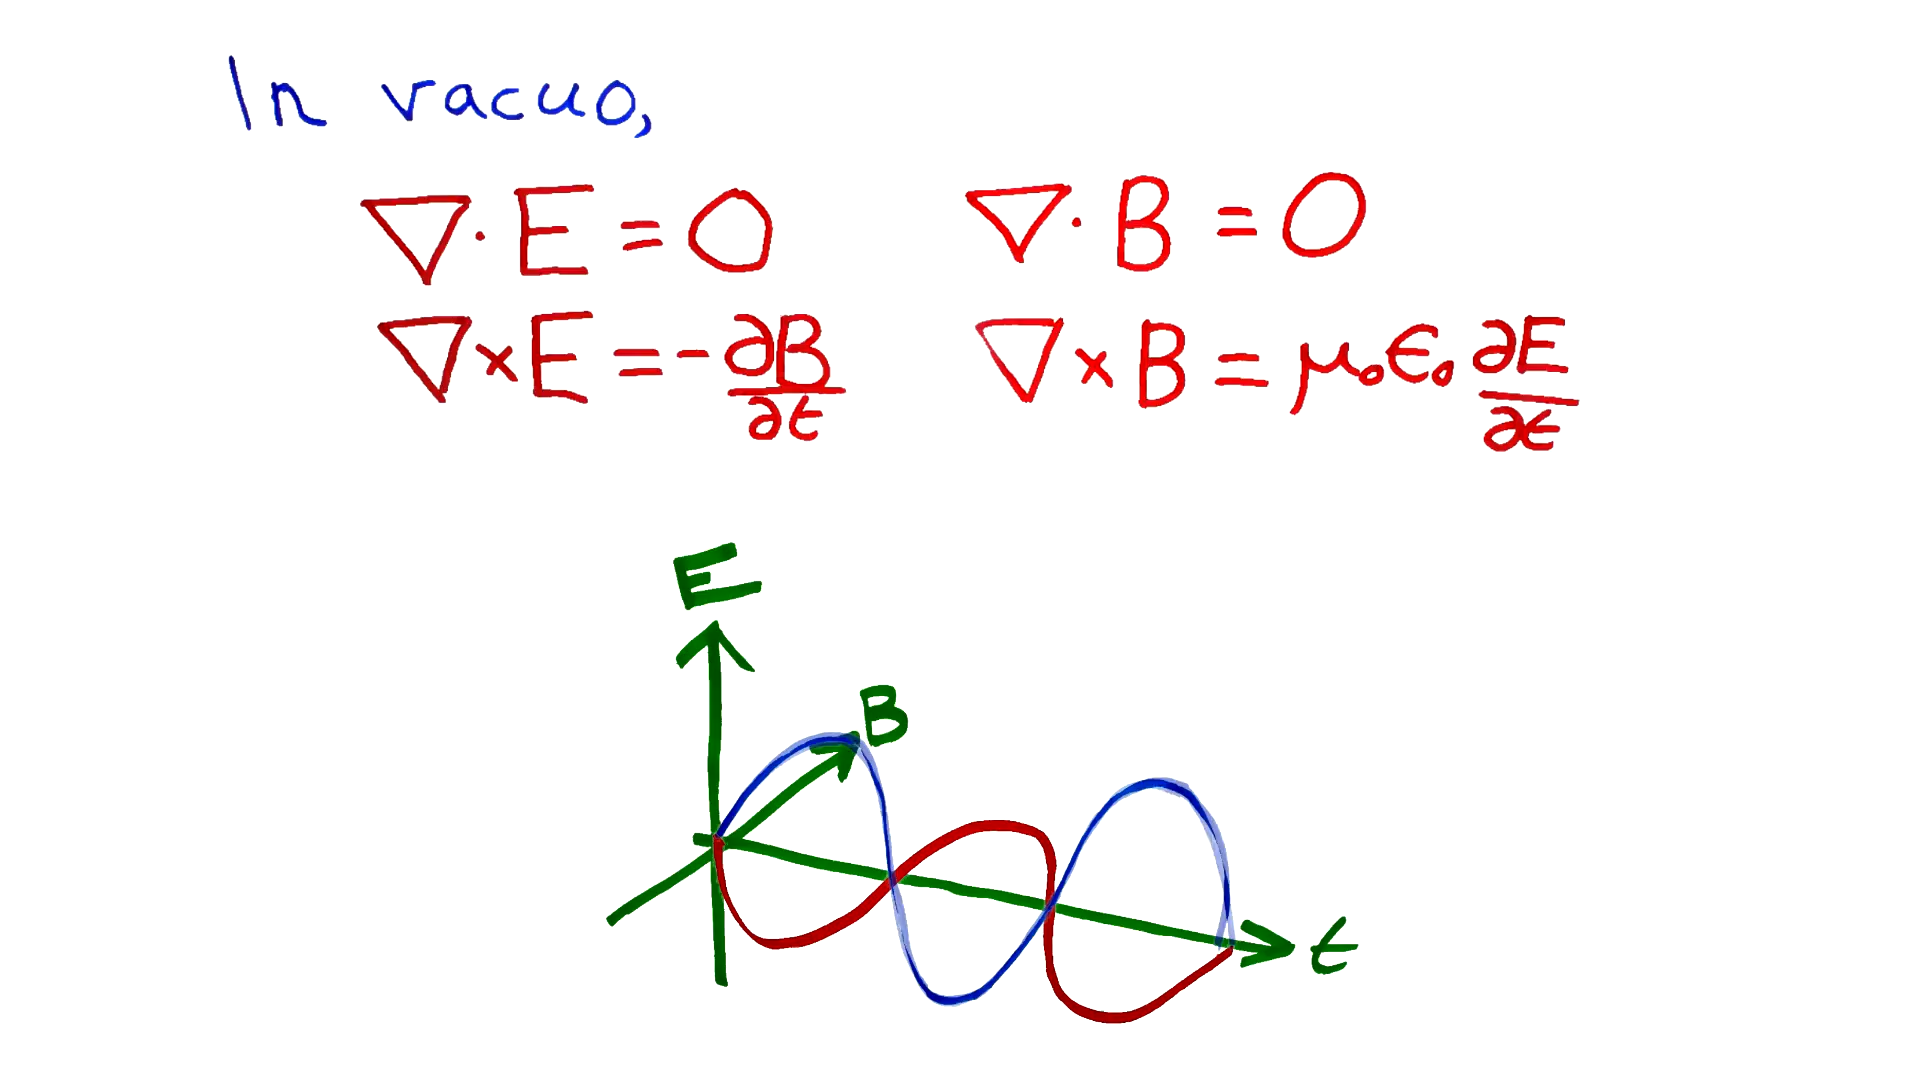 In vacuo,
∇·E = 0 ∇·B = 0
∇×E = -∂B/∂t ∇×B = μ₀ϵ₀ ∂E/∂t
E
B
t